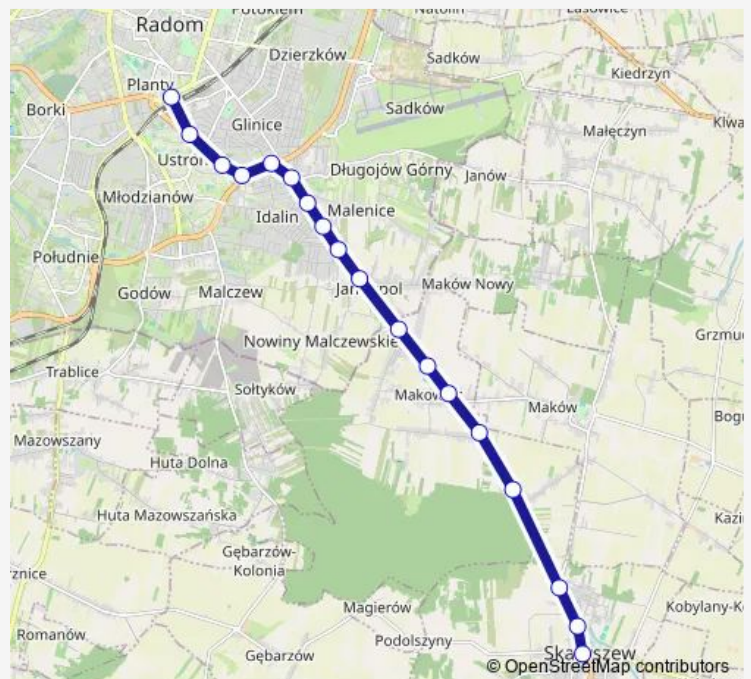 Radom
Dzierzków
Sadków
Kiedrzyn
Planty
Borki
Sadków
Glinice
Małęczyn
Długojów Górny
Janów
Młodzianów
Idalin
Malenice
Południe
Godów
Malczew
Maków Nowy
Nowiny Malczewskie
Trablice
Sołtyków
Maków
Mazowszany
Huta Dolna
Huta Mazowszańska
Gębarzów-
Kolonia
Magierów
Romanów
Podolszyny
Gębarzów
© OpenStreetMap contributors